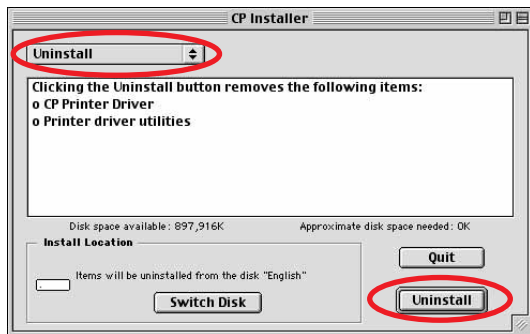 CP Installer
Uninstall
Clicking the Uninstall button removes the following items:
o CP Printer Driver
o Printer driver utilities
Disk space available: 897,916K
Approximate disk space needed: 0K
Install Location
Items will be uninstalled from the disk "English"
Switch Disk
Quit
Uninstall